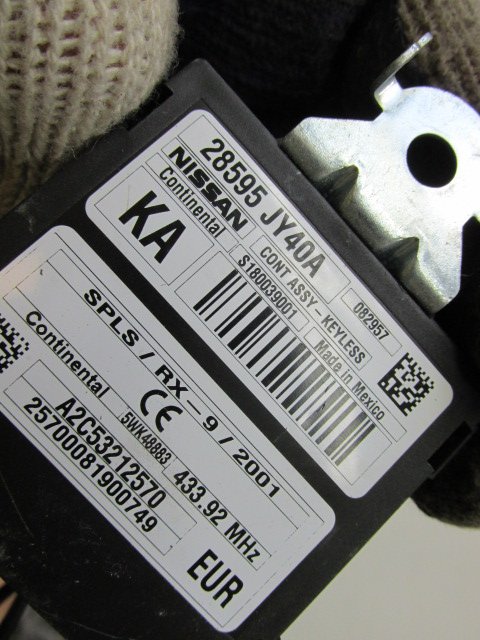 28595 JY40A
082957
NISSAN
CONT ASSY-KEYLESS
Continental
S180039001
Made in Mexico
KA
SPLS / RX - 9 / 2001
Continental
CE
5WK48883
433.92 MHz
A2C53212570
25700081900749
EUR